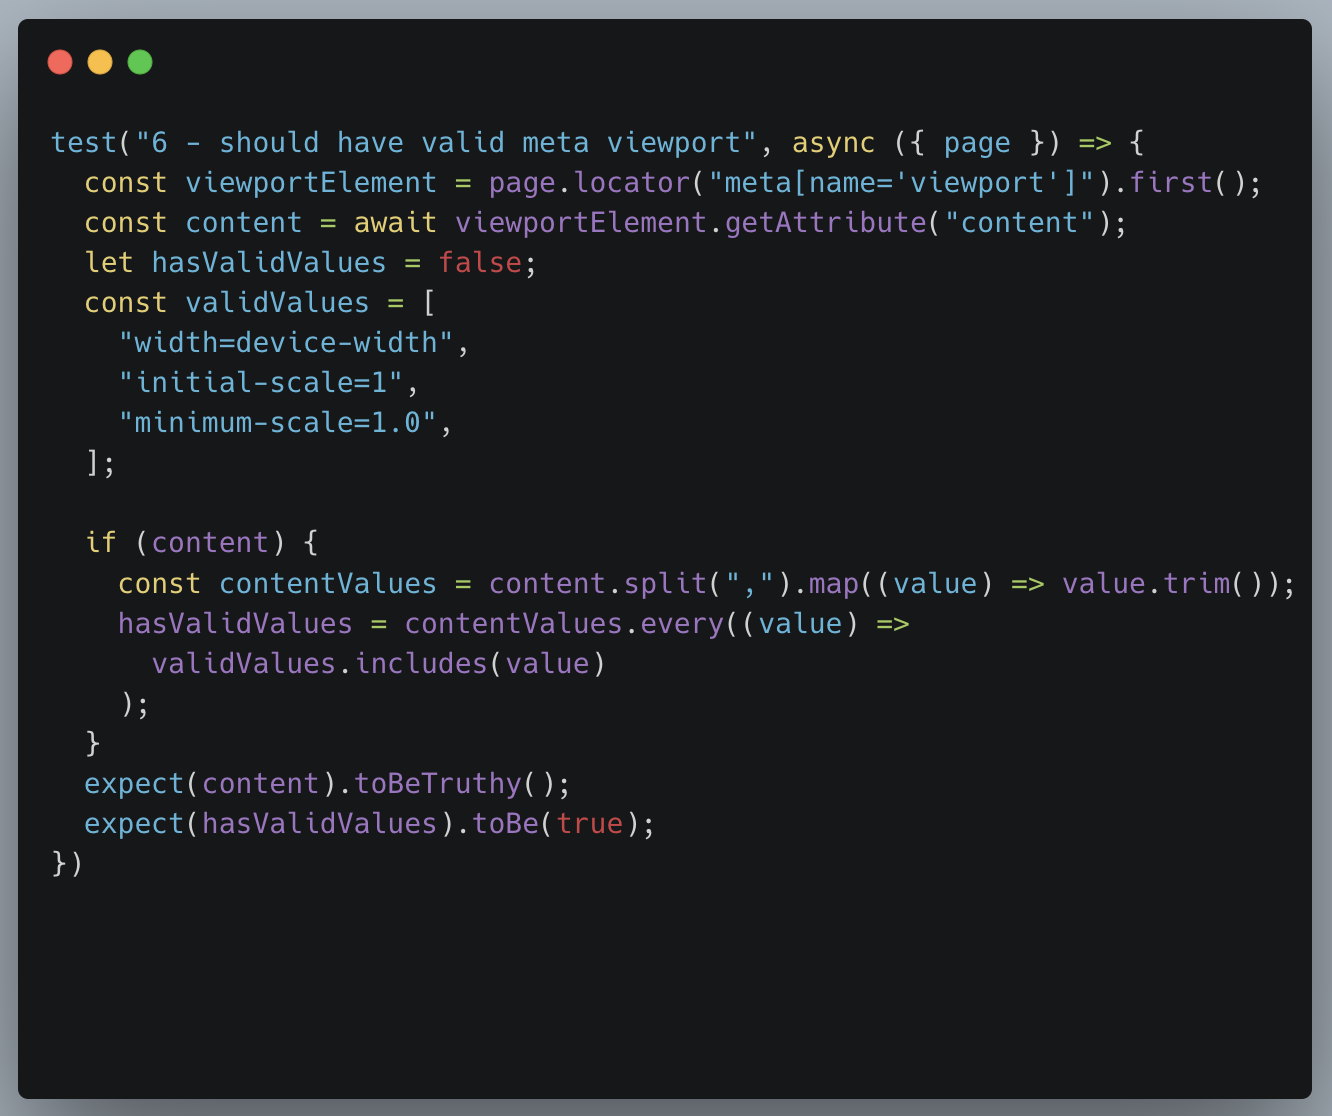 test("6 - should have valid meta viewport", async ({ page }) => {
  const viewportElement = page.locator("meta[name='viewport']").first();
  const content = await viewportElement.getAttribute("content");
  let hasValidValues = false;
  const validValues = [
    "width=device-width",
    "initial-scale=1",
    "minimum-scale=1.0",
  ];

  if (content) {
    const contentValues = content.split(",").map((value) => value.trim());
    hasValidValues = contentValues.every((value) =>
      validValues.includes(value)
    );
  }
  expect(content).toBeTruthy();
  expect(hasValidValues).toBe(true);
})